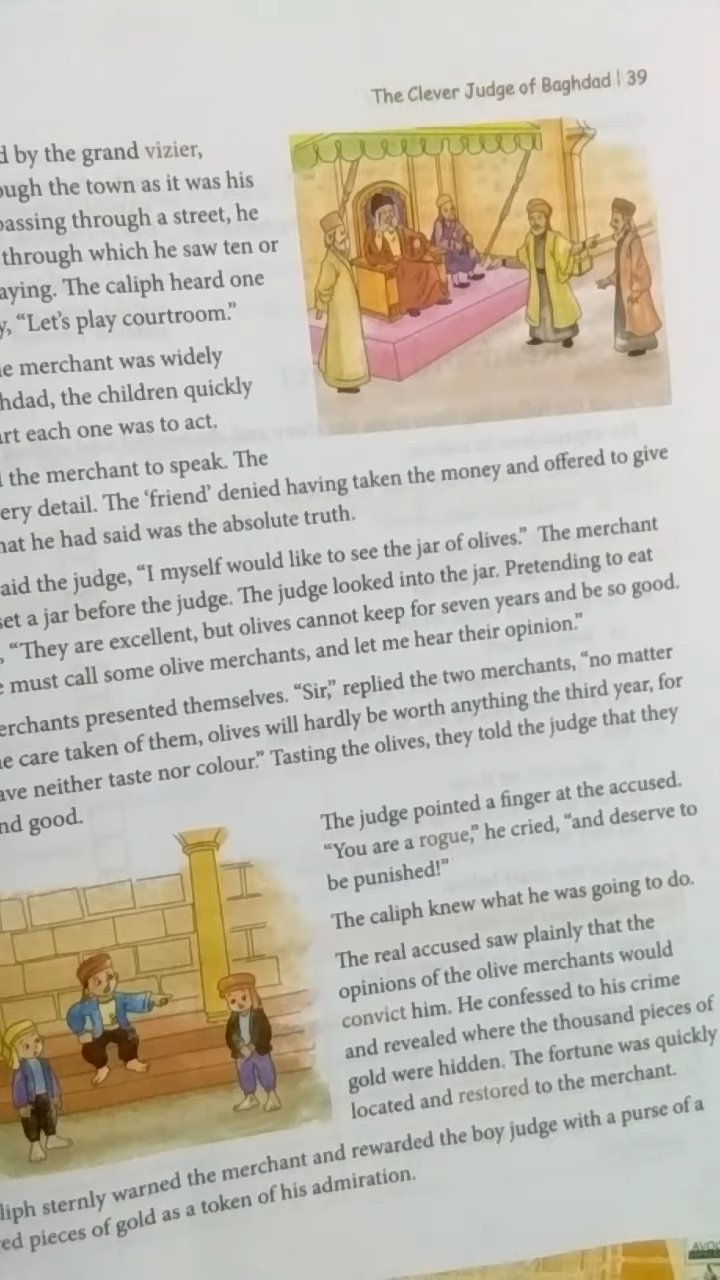 The Clever Judge of Baghdad | 39
d by the grand vizier,
ough the town as it was his
passing through a street, he
through which he saw ten or
aying. The caliph heard one
y, “Let’s play courtroom.”
e merchant was widely
hdad, the children quickly
art each one was to act.
the merchant to speak. The
ery detail. The ‘friend’ denied having taken the money and offered to give
hat he had said was the absolute truth.
aid the judge, “I myself would like to see the jar of olives.” The merchant
set a jar before the judge. The judge looked into the jar. Pretending to eat
, “They are excellent, but olives cannot keep for seven years and be so good.
e must call some olive merchants, and let me hear their opinion.”
erchants presented themselves. “Sir,” replied the two merchants, “no matter
e care taken of them, olives will hardly be worth anything the third year, for
ave neither taste nor colour.” Tasting the olives, they told the judge that they
nd good.
The judge pointed a finger at the accused.
“You are a rogue,” he cried, “and deserve to
be punished!”
The caliph knew what he was going to do.
The real accused saw plainly that the
opinions of the olive merchants would
convict him. He confessed to his crime
and revealed where the thousand pieces of
gold were hidden. The fortune was quickly
located and restored to the merchant.
liph sternly warned the merchant and rewarded the boy judge with a purse of a
ed pieces of gold as a token of his admiration.